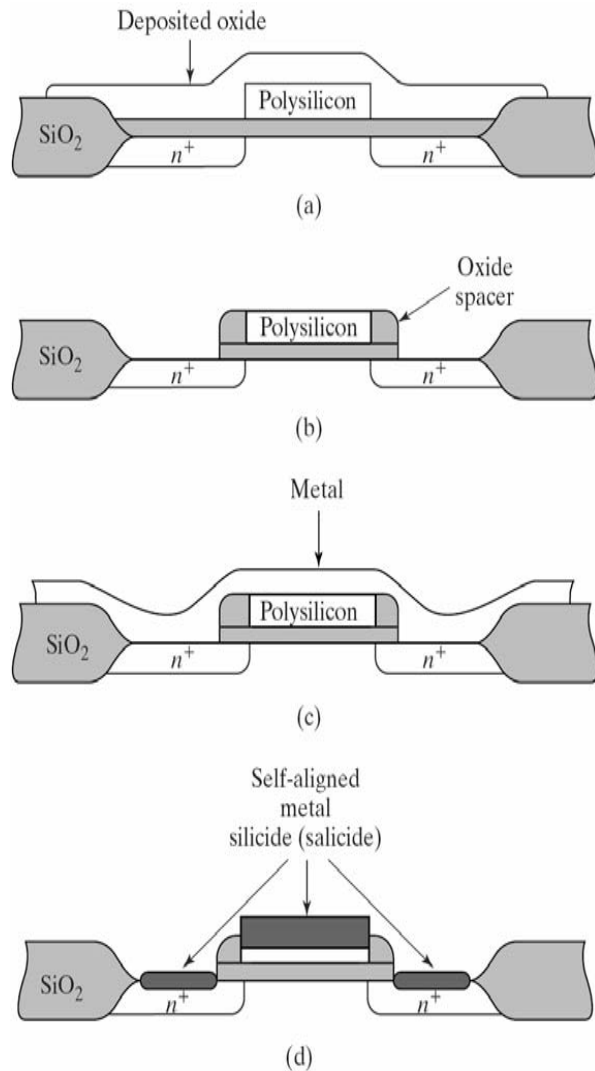 Deposited oxide
Polysilicon
SiO2
n+
n+
(a)
Oxide
spacer
Polysilicon
SiO2
n+
n+
(b)
Metal
Polysilicon
SiO2
n+
n+
(c)
Self-aligned
metal
silicide (salicide)
SiO2
n+
n+
(d)